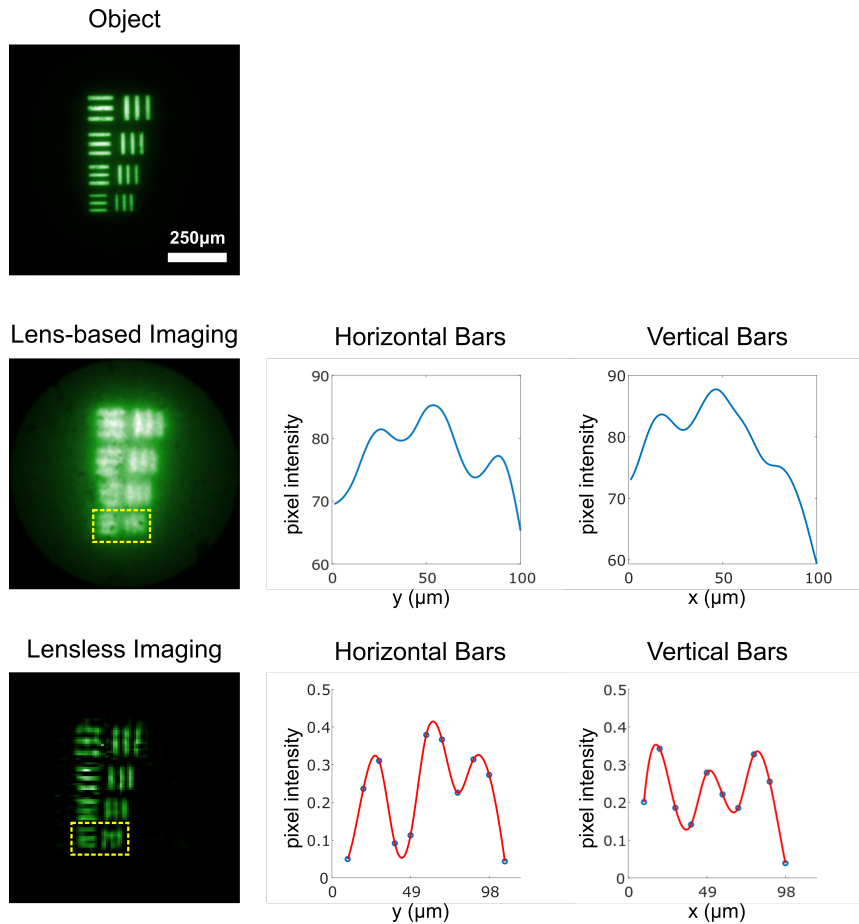 Object
250µm
Lens-based Imaging
Horizontal Bars
Vertical Bars
90
80
70
60
pixel intensity
0
50
100
y (µm)
90
80
70
60
pixel intensity
0
50
100
x (µm)
Lensless Imaging
Horizontal Bars
Vertical Bars
0.5
0.4
0.3
0.2
0.1
0
pixel intensity
0
49
98
y (µm)
0.5
0.4
0.3
0.2
0.1
0
pixel intensity
0
49
98
x (µm)